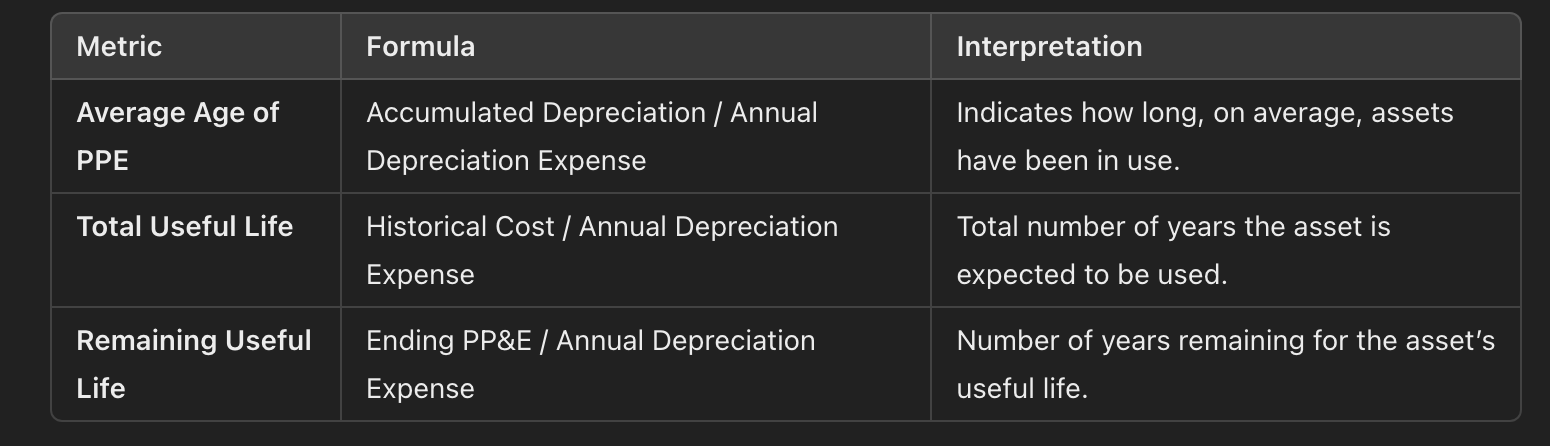 Metric Formula Interpretation
Average Age of Accumulated Depreciation / Annual Indicates how long, on average, assets
PPE Depreciation Expense have been in use.
Total Useful Life Historical Cost / Annual Depreciation Total number of years the asset is
Expense expected to be used.
Remaining Useful Ending PP&E / Annual Depreciation Number of years remaining for the asset’s
Life Expense useful life.